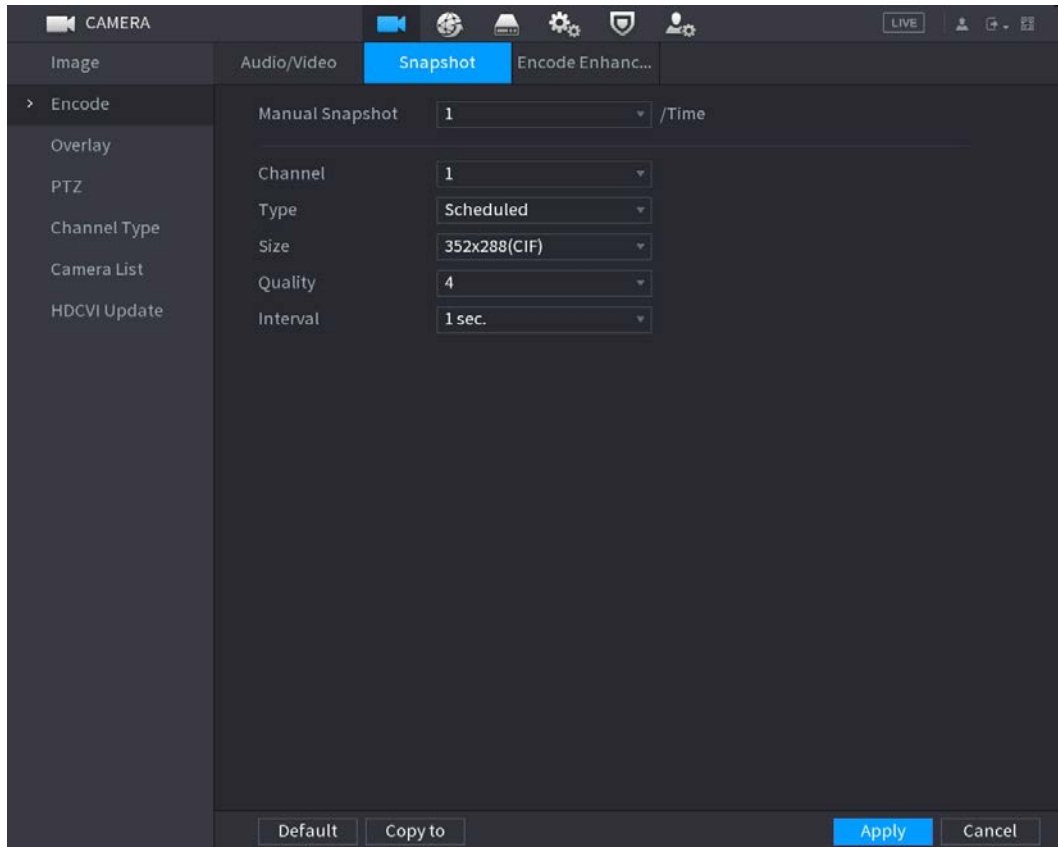 CAMERA LIVE
Image
Audio/Video Snapshot Encode Enhanc...
> Encode
Manual Snapshot 1 /Time
Overlay
Channel 1
PTZ
Type Scheduled
Channel Type
Size 352x288(CIF)
Camera List
Quality 4
HDCVI Update
Interval 1 sec.
Default Copy to Apply Cancel